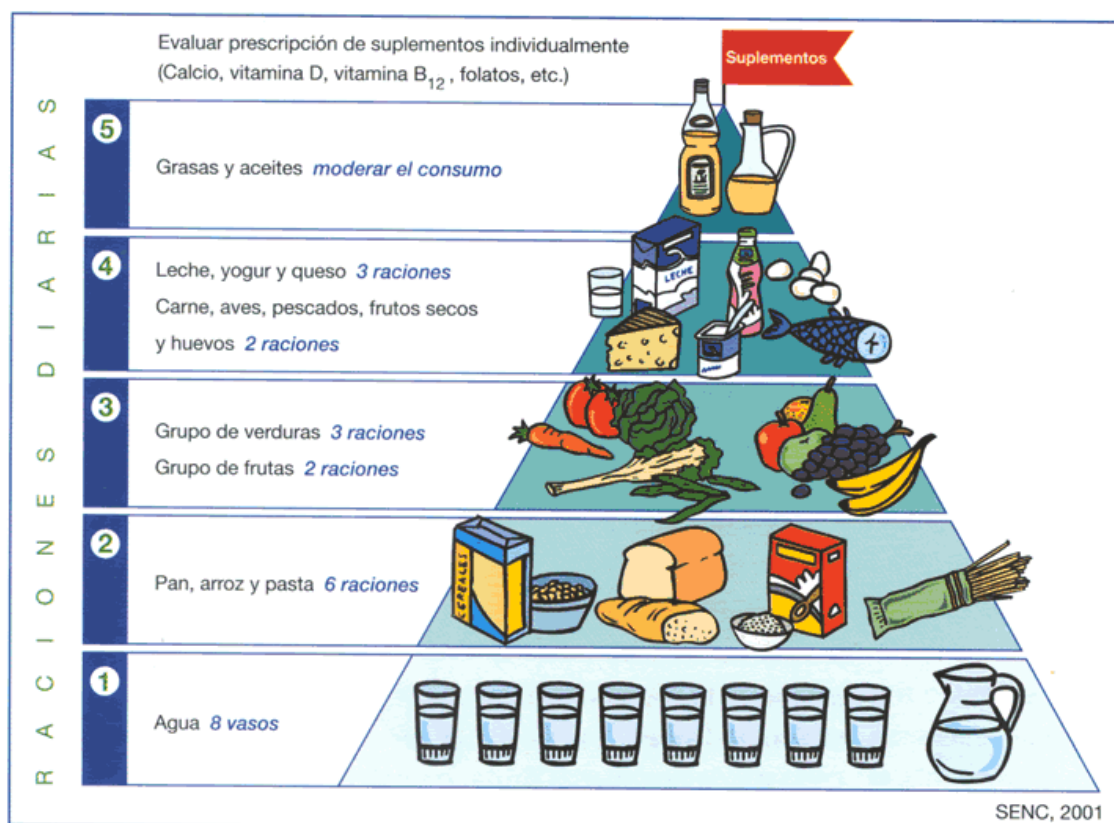 Evaluar prescripción de suplementos individualmente
(Calcio, vitamina D, vitamina B12, folatos, etc.)
Suplementos
RACIONES DIARIAS
5
Grasas y aceites moderar el consumo
4
Leche, yogur y queso 3 raciones
Carne, aves, pescados, frutos secos
y huevos 2 raciones
LECHE
3
Grupo de verduras 3 raciones
Grupo de frutas 2 raciones
2
Pan, arroz y pasta 6 raciones
CEREALES
1
Agua 8 vasos
SENC, 2001